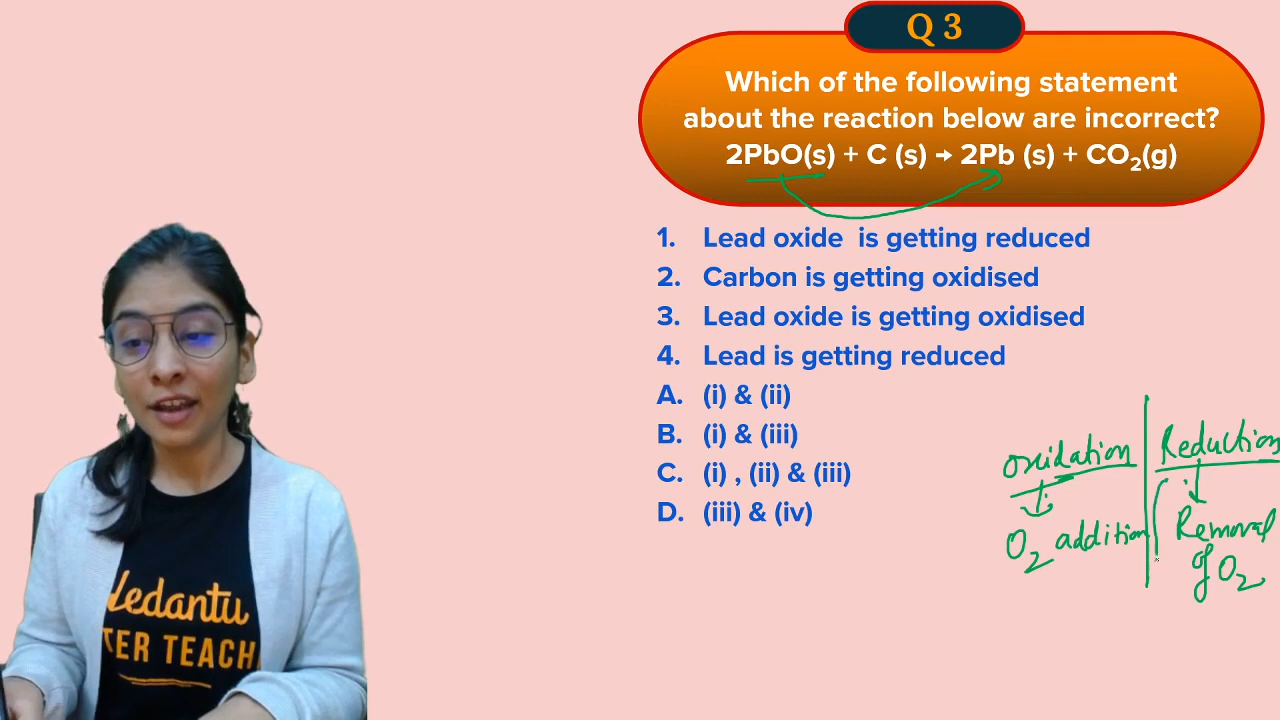 Q 3
Which of the following statement
about the reaction below are incorrect?
2PbO(s) + C (s) → 2Pb (s) + CO₂(g)
1. Lead oxide is getting reduced
2. Carbon is getting oxidised
3. Lead oxide is getting oxidised
4. Lead is getting reduced
A. (i) & (ii)
B. (i) & (iii)
C. (i) , (ii) & (iii)
D. (iii) & (iv)
oxidation
O₂ addition
Reduction
Removal
of O₂
Vedantu
TER TEACH